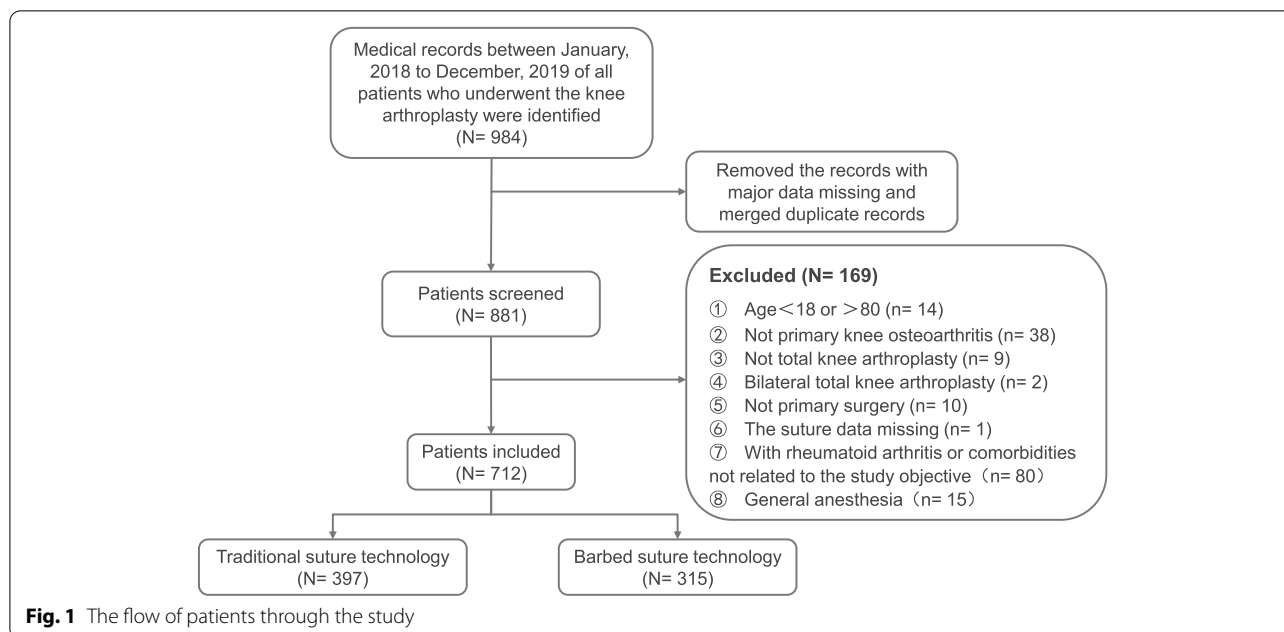 Medical records between January,
2018 to December, 2019 of all
patients who underwent the knee
arthroplasty were identified
(N= 984)
Removed the records with
major data missing and
merged duplicate records
Patients screened
(N= 881)
Excluded (N= 169)
① Age＜18 or ＞80 (n= 14)
② Not primary knee osteoarthritis (n= 38)
③ Not total knee arthroplasty (n= 9)
④ Bilateral total knee arthroplasty (n= 2)
⑤ Not primary surgery (n= 10)
⑥ The suture data missing (n= 1)
⑦ With rheumatoid arthritis or comorbidities
not related to the study objective（n= 80）
⑧ General anesthesia（n= 15）
Patients included
(N= 712)
Traditional suture technology
(N= 397)
Barbed suture technology
(N= 315)
Fig. 1 The flow of patients through the study